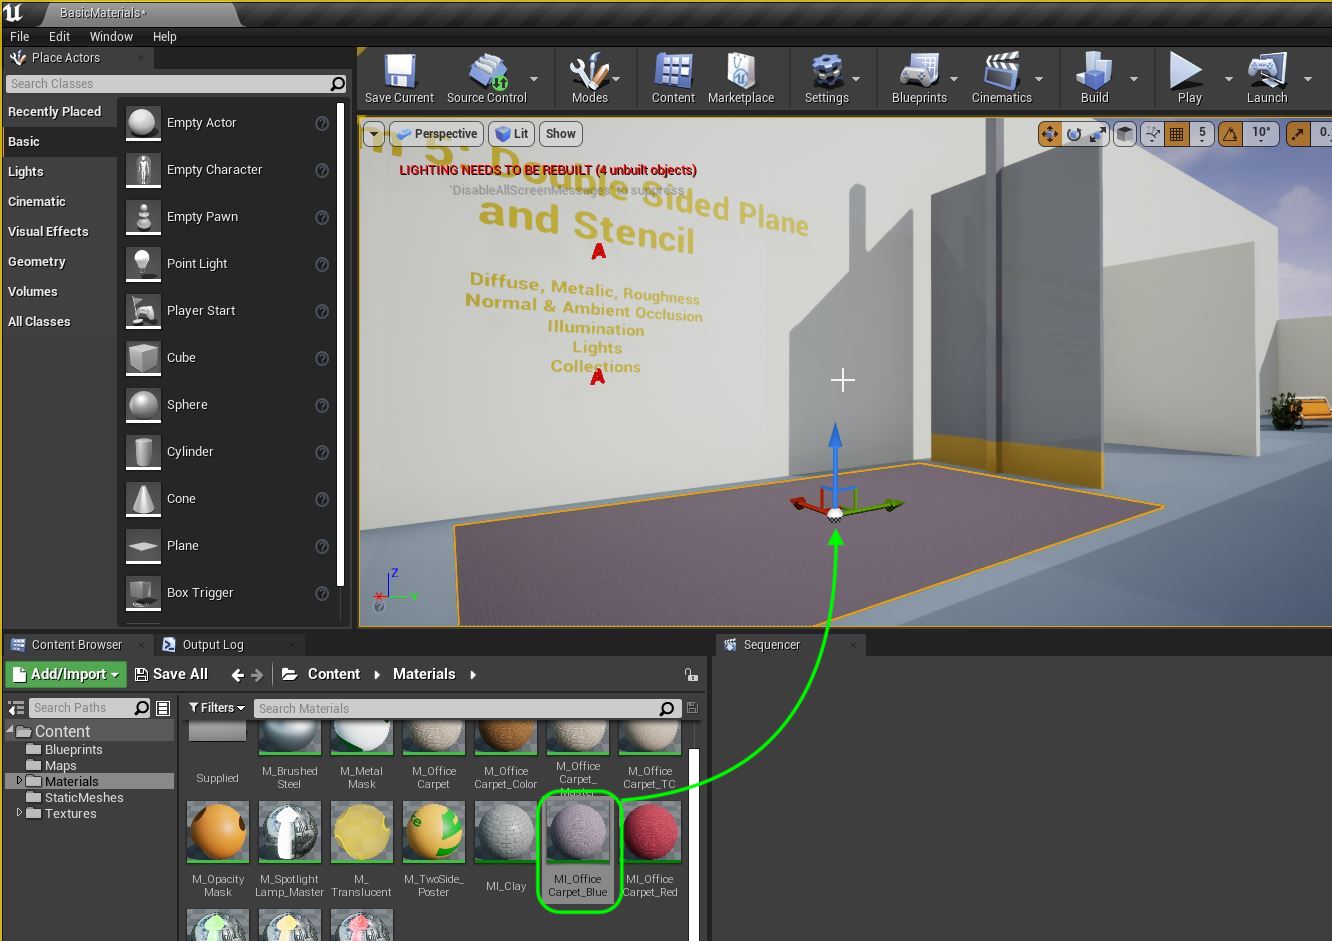 BasicMaterials*
File Edit Window Help
Place Actors
Search Classes
Recently Placed
Basic
Lights
Cinematic
Visual Effects
Geometry
Volumes
All Classes
Empty Actor
Empty Character
Empty Pawn
Point Light
Player Start
Cube
Sphere
Cylinder
Cone
Plane
Box Trigger
Save Current Source Control Modes Content Marketplace Settings Blueprints Cinematics Build Play Launch
Perspective Lit Show
5 10°
LIGHTING NEEDS TO BE REBUILT (4 unbuilt objects)
'DisableAllScreenMessages' to suppress
5: Double Sided Plane
and Stencil
A
Diffuse, Metalic, Roughness
Normal & Ambient Occlusion
Illumination
Lights
Collections
A
Z
X Y
Content Browser Output Log
Add/Import Save All Content Materials
Search Paths
Content
Blueprints
Maps
Materials
StaticMeshes
Textures
Filters Search Materials
Supplied
M_Brushed
Steel
M_Metal
Mask
M_Office
Carpet
M_Office
Carpet_Color
M_Office
Carpet_
Master
M_Office
Carpet_TC
M_Opacity
Mask
M_Spotlight
Lamp_Master
M_
Translucent
M_TwoSide_
Poster
MI_Clay
MI_Office
Carpet_Blue
MI_Office
Carpet_Red
Sequencer